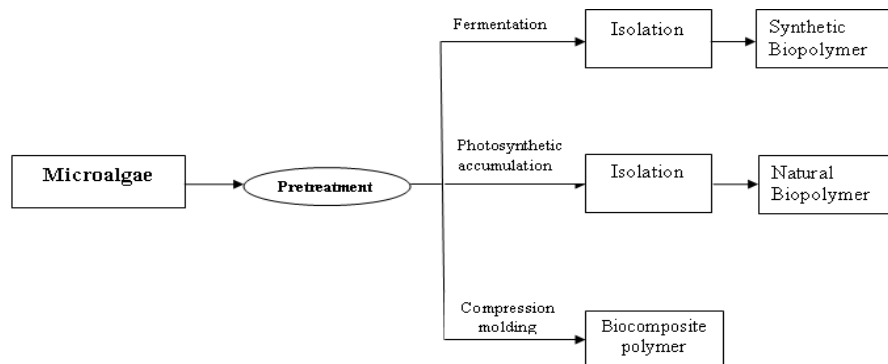 Fermentation
Isolation
Synthetic
Biopolymer
Microalgae
Pretreatment
Photosynthetic
accumulation
Isolation
Natural
Biopolymer
Compression
molding
Biocomposite
polymer